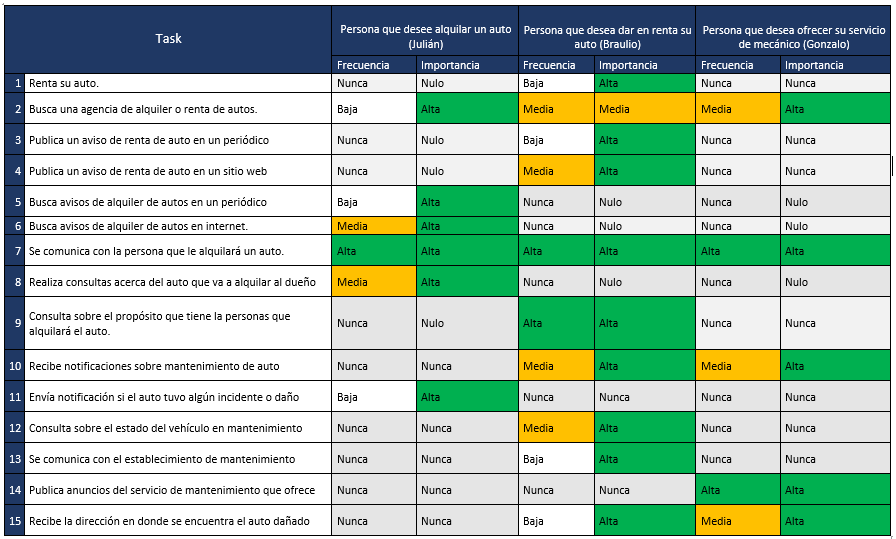 Task
Persona que desee alquilar un auto (Julián)
Persona que desea dar en renta su auto (Braulio)
Persona que desea ofrecer su servicio de mecánico (Gonzalo)
Frecuencia Importancia Frecuencia Importancia Frecuencia Importancia
1 Renta su auto. Nunca Nulo Baja Alta Nunca Nunca
2 Busca una agencia de alquiler o renta de autos. Baja Alta Media Media Media Alta
3 Publica un aviso de renta de auto en un periódico Nunca Nulo Baja Alta Nunca Nunca
4 Publica un aviso de renta de auto en un sitio web Nunca Nulo Media Alta Nunca Nunca
5 Busca avisos de alquiler de autos en un periódico Baja Alta Nunca Nulo Nunca Nulo
6 Busca avisos de alquiler de autos en internet. Media Alta Nunca Nulo Nunca Nulo
7 Se comunica con la persona que le alquilará un auto. Alta Alta Alta Alta Alta Alta
8 Realiza consultas acerca del auto que va a alquilar al dueño Media Alta Nunca Nulo Nunca Nulo
9 Consulta sobre el propósito que tiene la personas que
alquilará el auto. Nunca Nulo Alta Alta Nunca Nunca
10 Recibe notificaciones sobre mantenimiento de auto Nunca Nunca Media Alta Media Alta
11 Envía notificación si el auto tuvo algún incidente o daño Baja Alta Nunca Nunca Nunca Nunca
12 Consulta sobre el estado del vehículo en mantenimiento Nunca Nunca Media Alta Nunca Nunca
13 Se comunica con el establecimiento de mantenimiento Nunca Nunca Baja Alta Nunca Nunca
14 Publica anuncios del servicio de mantenimiento que ofrece Nunca Nunca Nunca Nunca Alta Alta
15 Recibe la dirección en donde se encuentra el auto dañado Nunca Nunca Baja Alta Media Alta